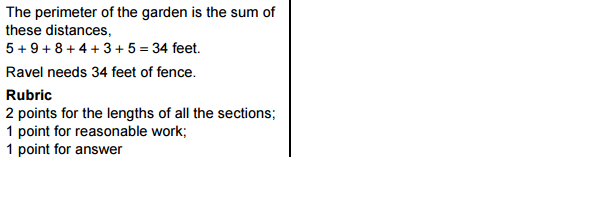 The perimeter of the garden is the sum of
these distances,
5 + 9 + 8 + 4 + 3 + 5 = 34 feet.
Ravel needs 34 feet of fence.
Rubric
2 points for the lengths of all the sections;
1 point for reasonable work;
1 point for answer